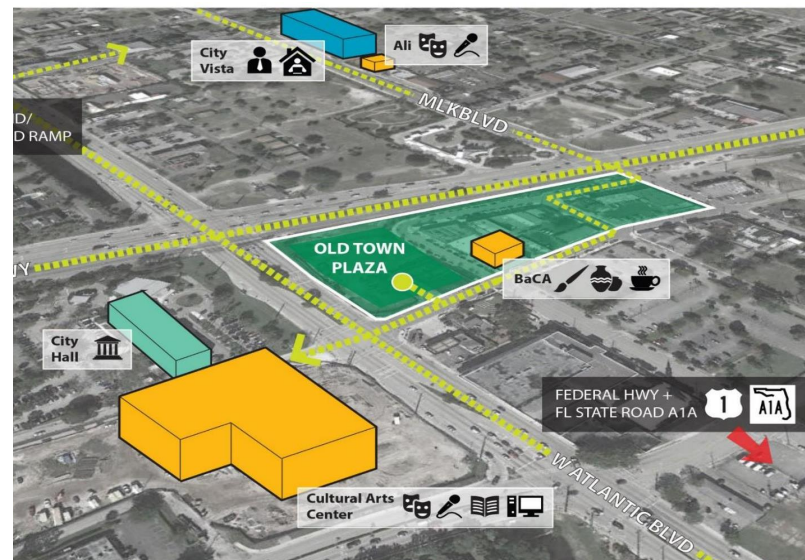 City
Vista
Ali
MLKBLVD
D/
D RAMP
OLD TOWN
PLAZA
BaCA
City
Hall
FEDERAL HWY +
FL STATE ROAD A1A
1
A1A
Cultural Arts
Center
W ATLANTIC BLVD